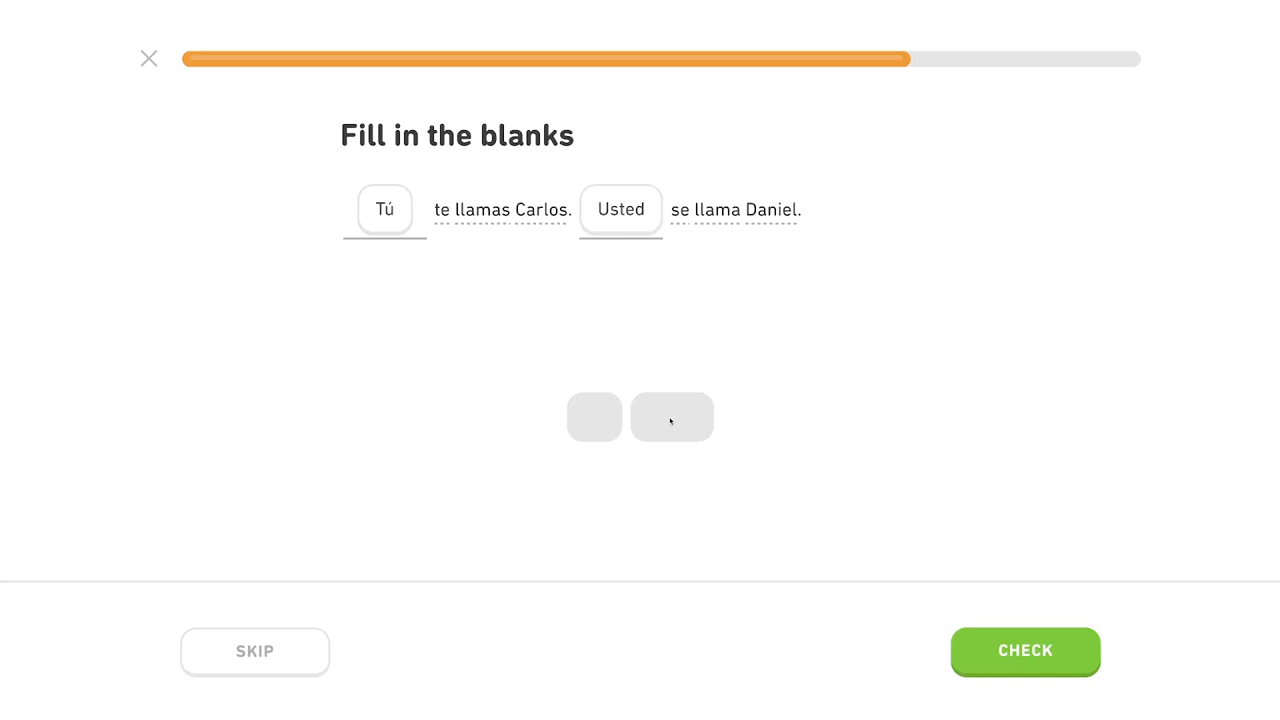 Fill in the blanks
Tú te llamas Carlos. Usted se llama Daniel.
SKIP
CHECK